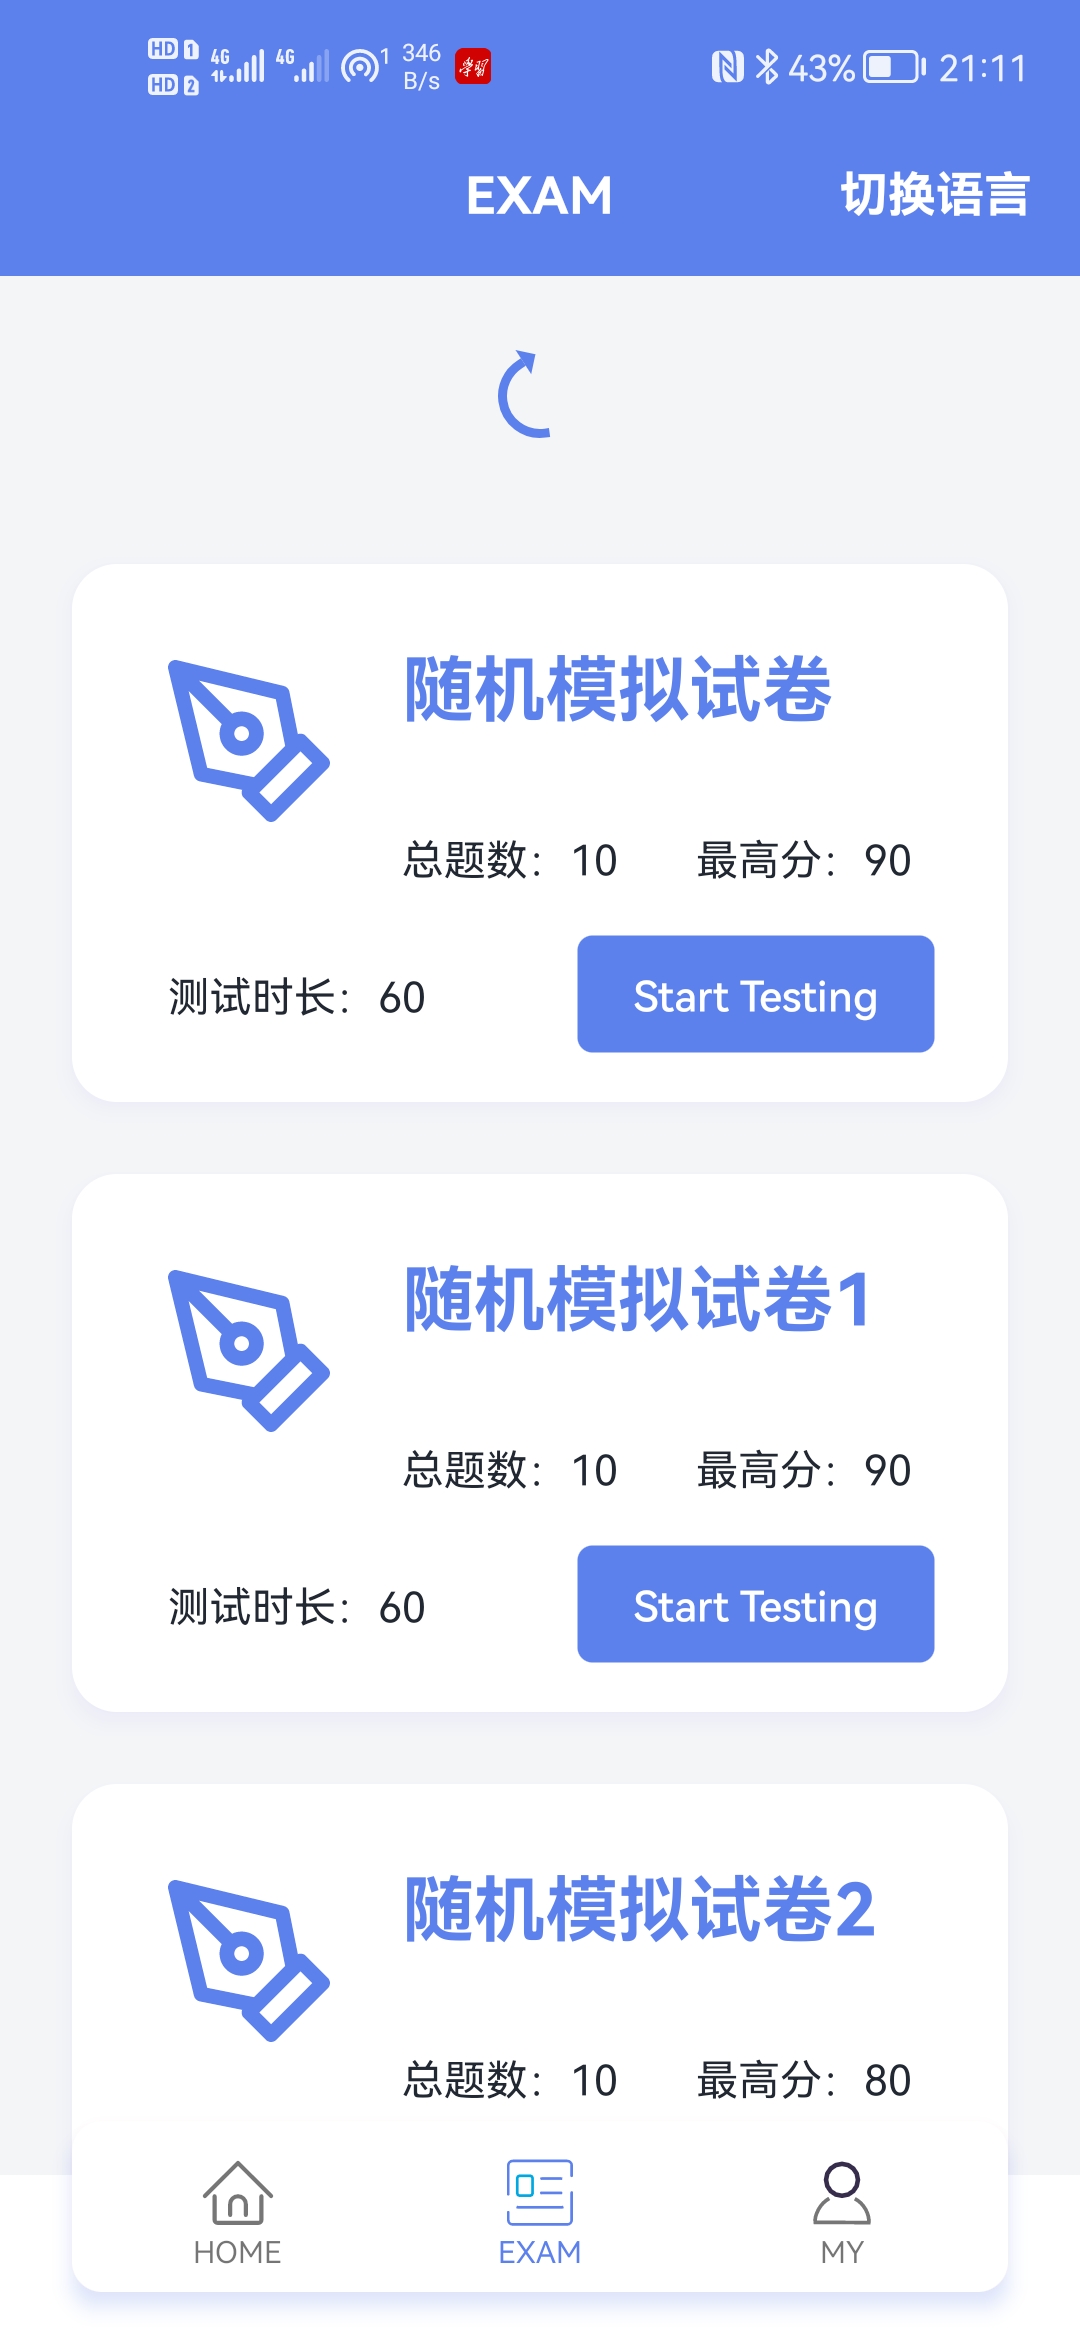 HD 1 4G 4G 1 346 43% 21:11
HD 2 B/s 学習
EXAM 切换语言
随机模拟试卷
总题数：10 最高分：90
测试时长：60 Start Testing
随机模拟试卷1
总题数：10 最高分：90
测试时长：60 Start Testing
随机模拟试卷2
总题数：10 最高分：80
HOME EXAM MY